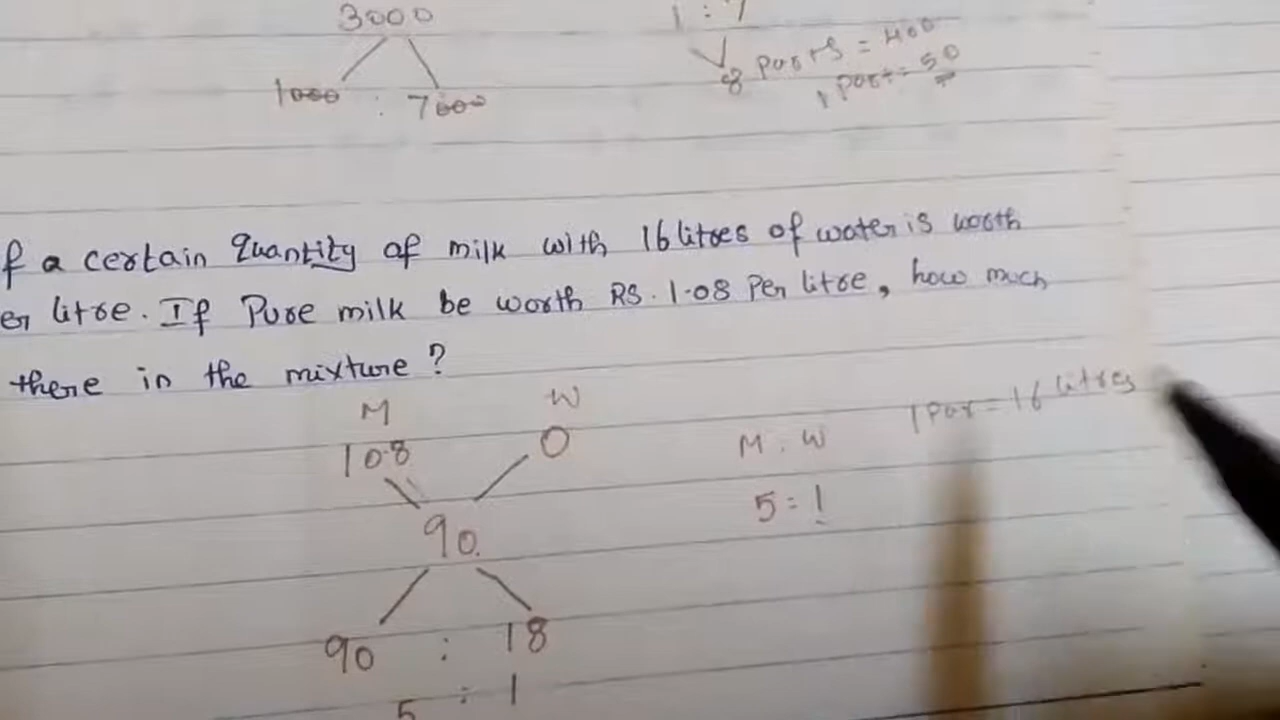 3000
1000 : 7000
1 : 7
8 parts = 400
1 part = 50
f a certain Quantity of milk with 16 litres of water is worth
er litre. If Pure milk be worth RS. 1.08 Per litre, how much
there in the mixture ?
M W
108 0
90
90 : 18
5 : 1
M : W
5 : 1
1 par = 16 litres